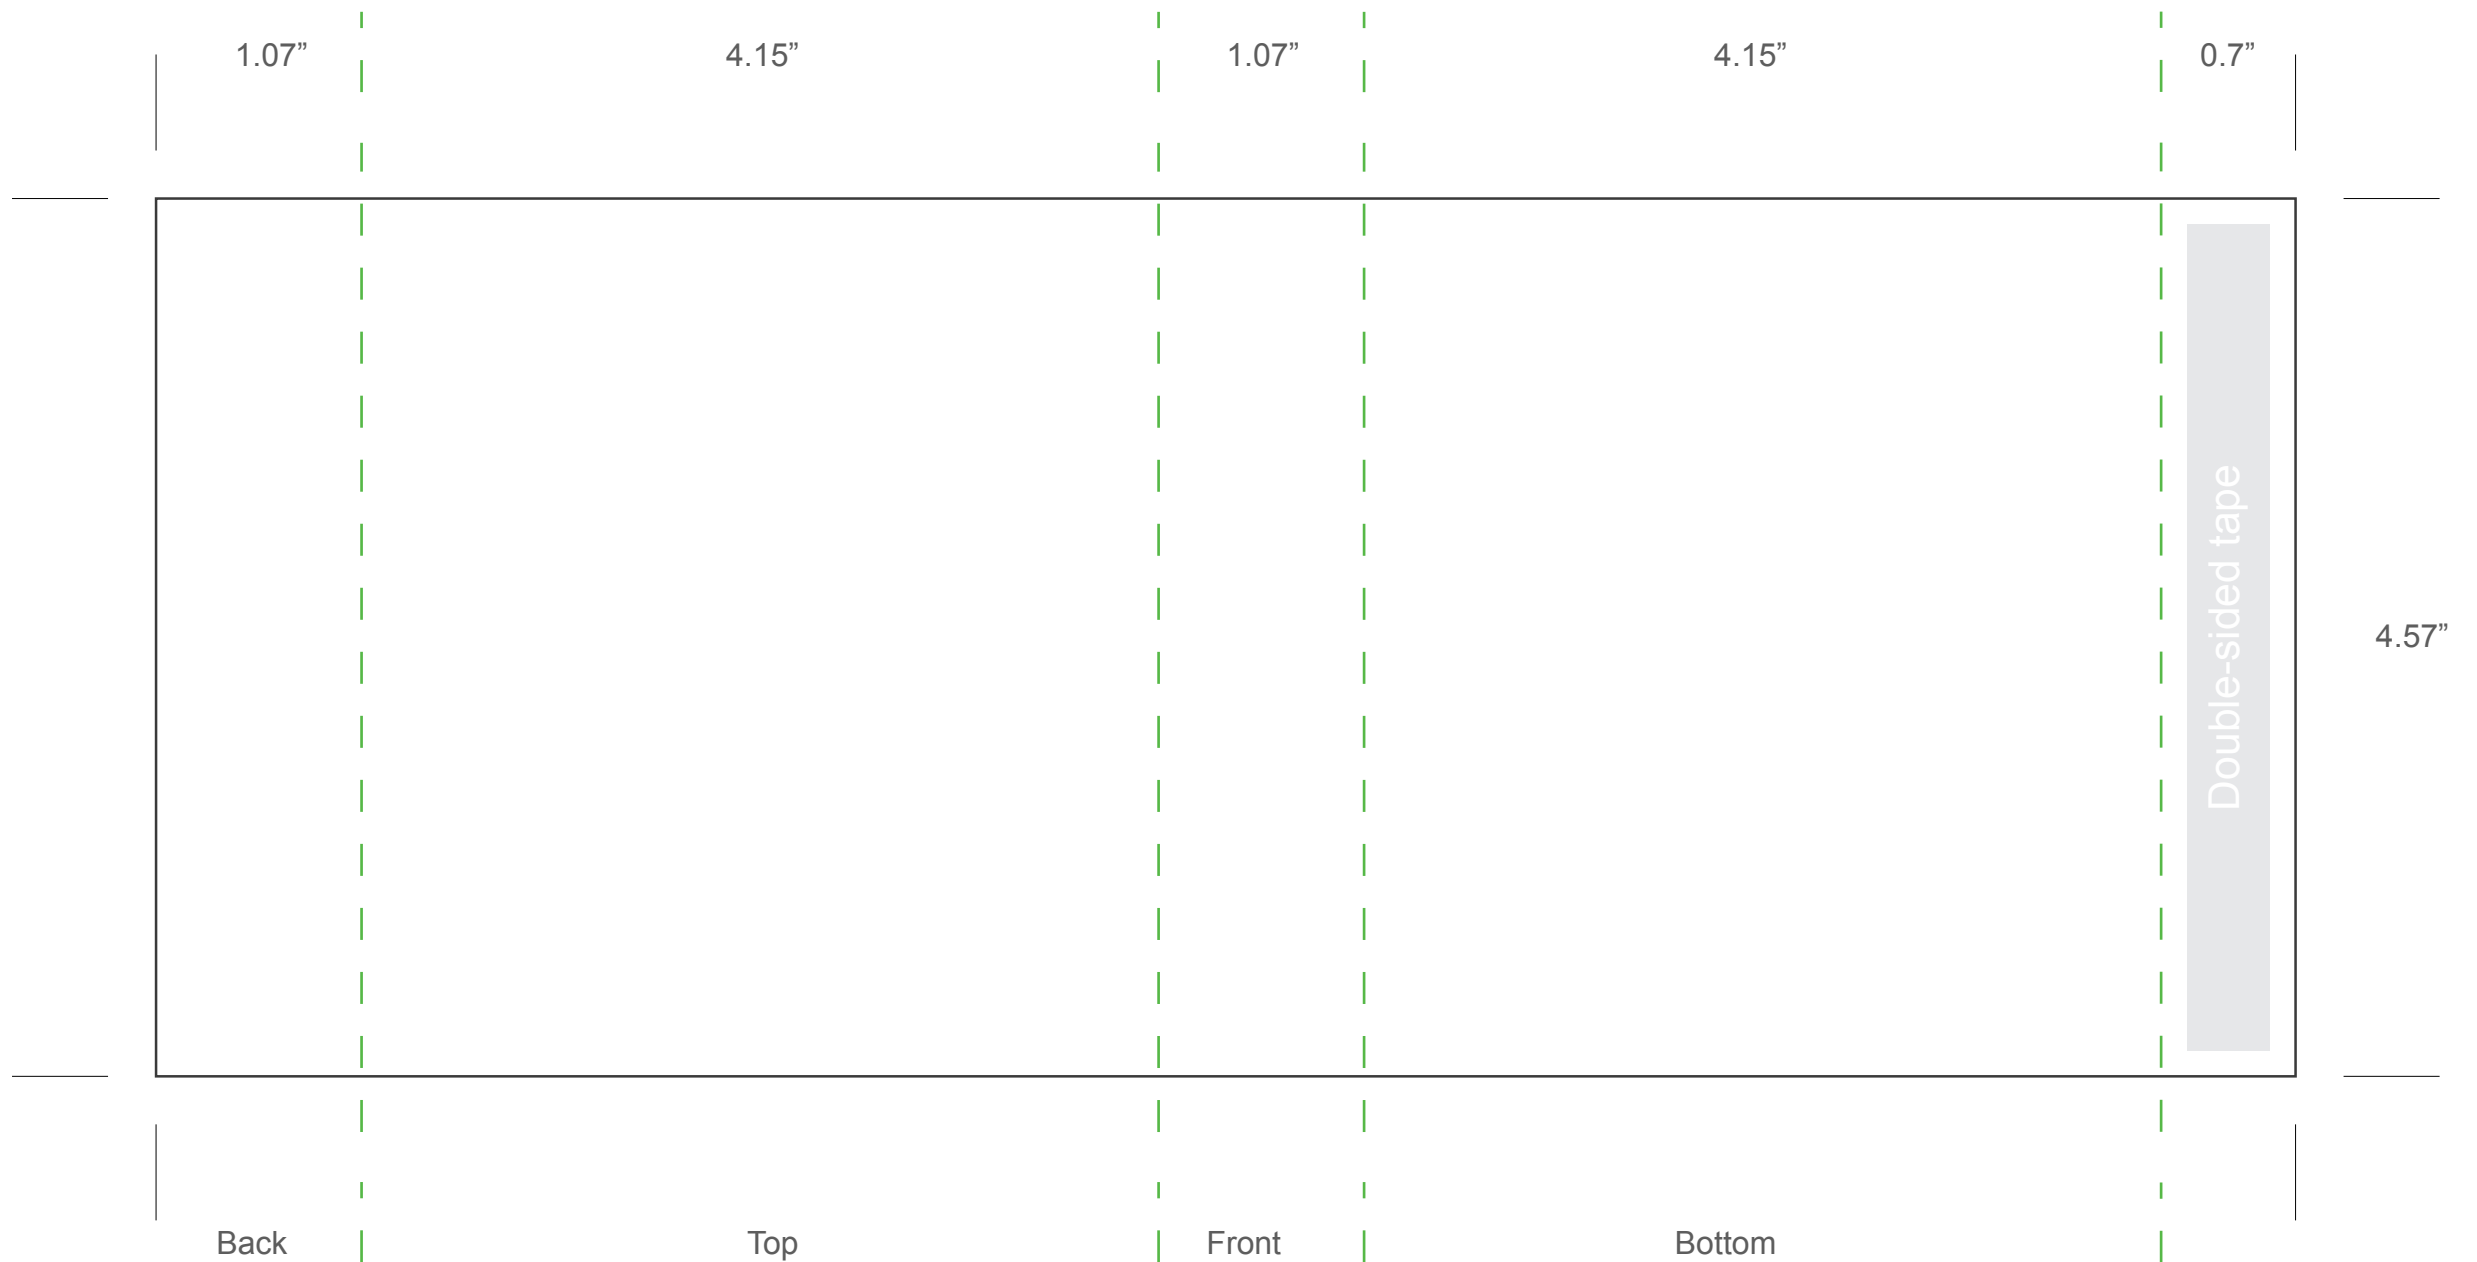 1.07”
4.15”
1.07”
4.15”
0.7”
Double-sided tape
4.57”
Back
Top
Front
Bottom